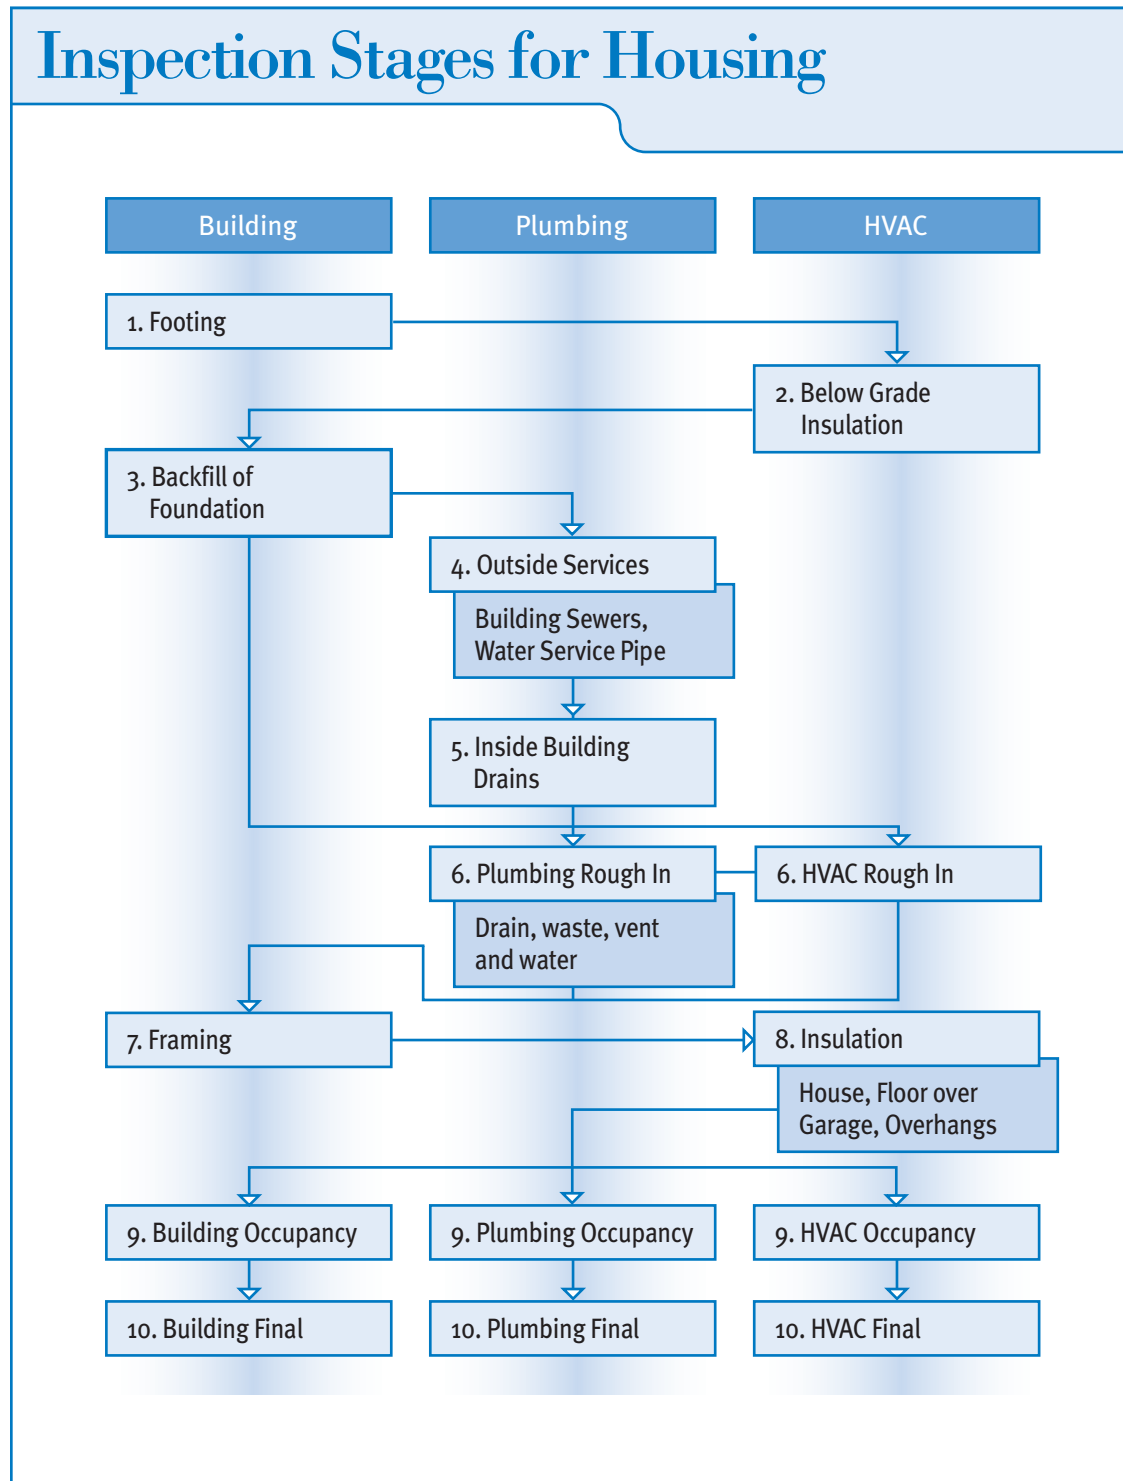 Inspection Stages for Housing
Building
Plumbing
HVAC
1. Footing
2. Below Grade
Insulation
3. Backfill of
Foundation
4. Outside Services
Building Sewers,
Water Service Pipe
5. Inside Building
Drains
6. Plumbing Rough In
6. HVAC Rough In
Drain, waste, vent
and water
7. Framing
8. Insulation
House, Floor over
Garage, Overhangs
9. Building Occupancy
9. Plumbing Occupancy
9. HVAC Occupancy
10. Building Final
10. Plumbing Final
10. HVAC Final